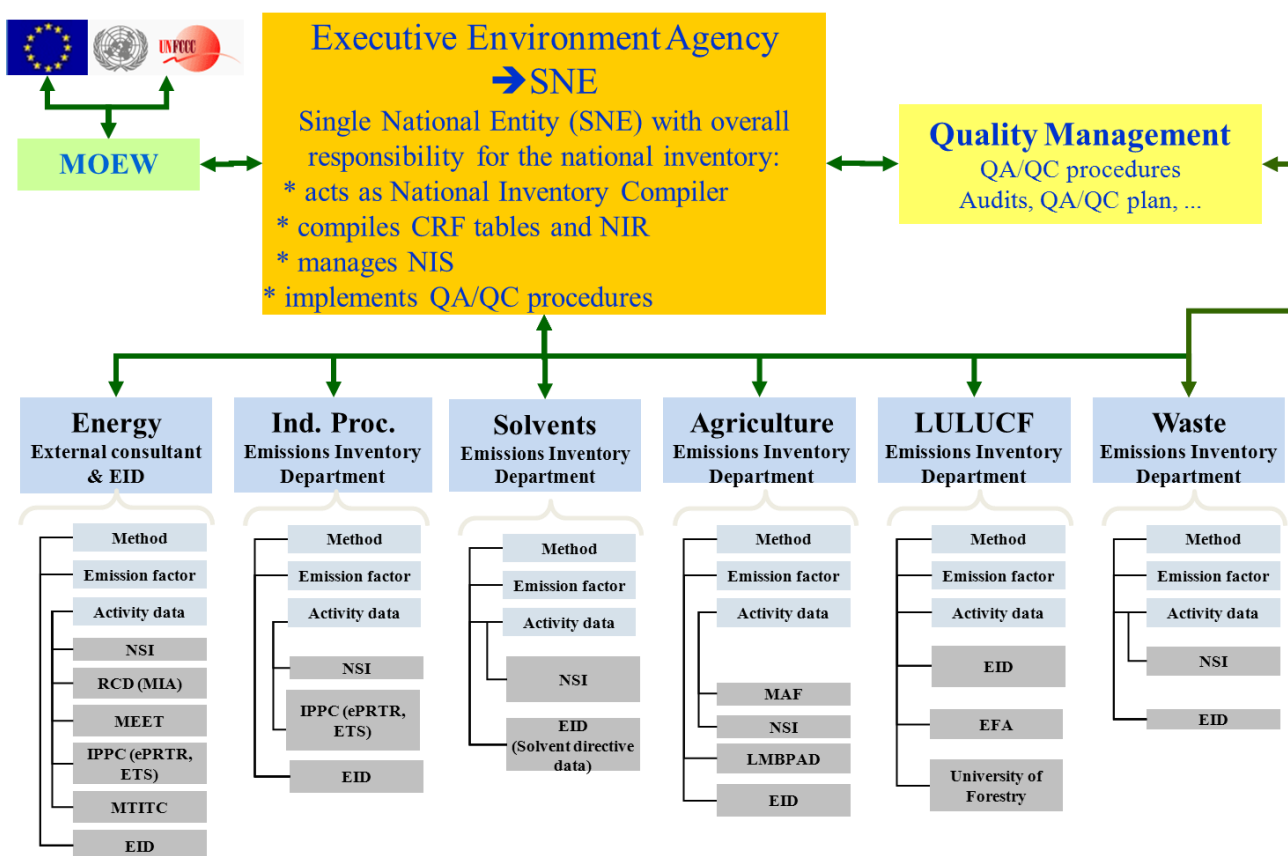 UNFCCC
Executive Environment Agency
➔SNE
Single National Entity (SNE) with overall
responsibility for the national inventory:
* acts as National Inventory Compiler
* compiles CRF tables and NIR
* manages NIS
* implements QA/QC procedures
MOEW
Quality Management
QA/QC procedures
Audits, QA/QC plan, ...
Energy
External consultant
& EID
Method
Emission factor
Activity data
NSI
RCD (MIA)
MEET
IPPC (ePRTR,
ETS)
MTITC
EID
Ind. Proc.
Emissions Inventory
Department
Method
Emission factor
Activity data
NSI
IPPC (ePRTR,
ETS)
EID
Solvents
Emissions Inventory
Department
Method
Emission factor
Activity data
NSI
EID
(Solvent directive
data)
Agriculture
Emissions Inventory
Department
Method
Emission factor
Activity data
MAF
NSI
LMBPAD
EID
LULUCF
Emissions Inventory
Department
Method
Emission factor
Activity data
EID
EFA
University of
Forestry
Waste
Emissions Inventory
Department
Method
Emission factor
Activity data
NSI
EID